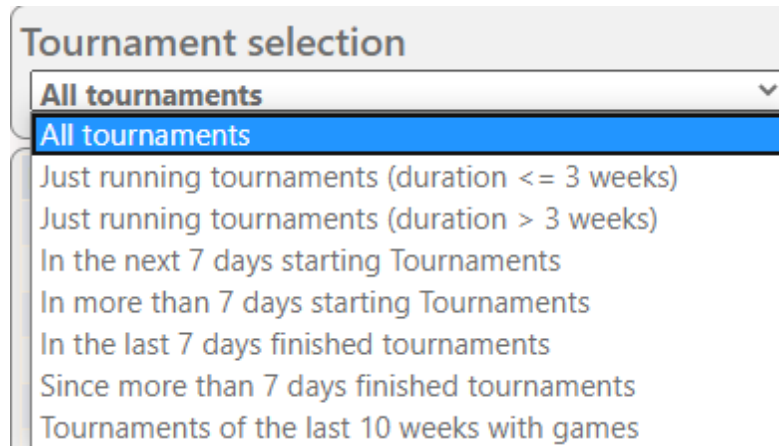 Tournament selection
All tournaments
All tournaments
Just running tournaments (duration <= 3 weeks)
Just running tournaments (duration > 3 weeks)
In the next 7 days starting Tournaments
In more than 7 days starting Tournaments
In the last 7 days finished tournaments
Since more than 7 days finished tournaments
Tournaments of the last 10 weeks with games